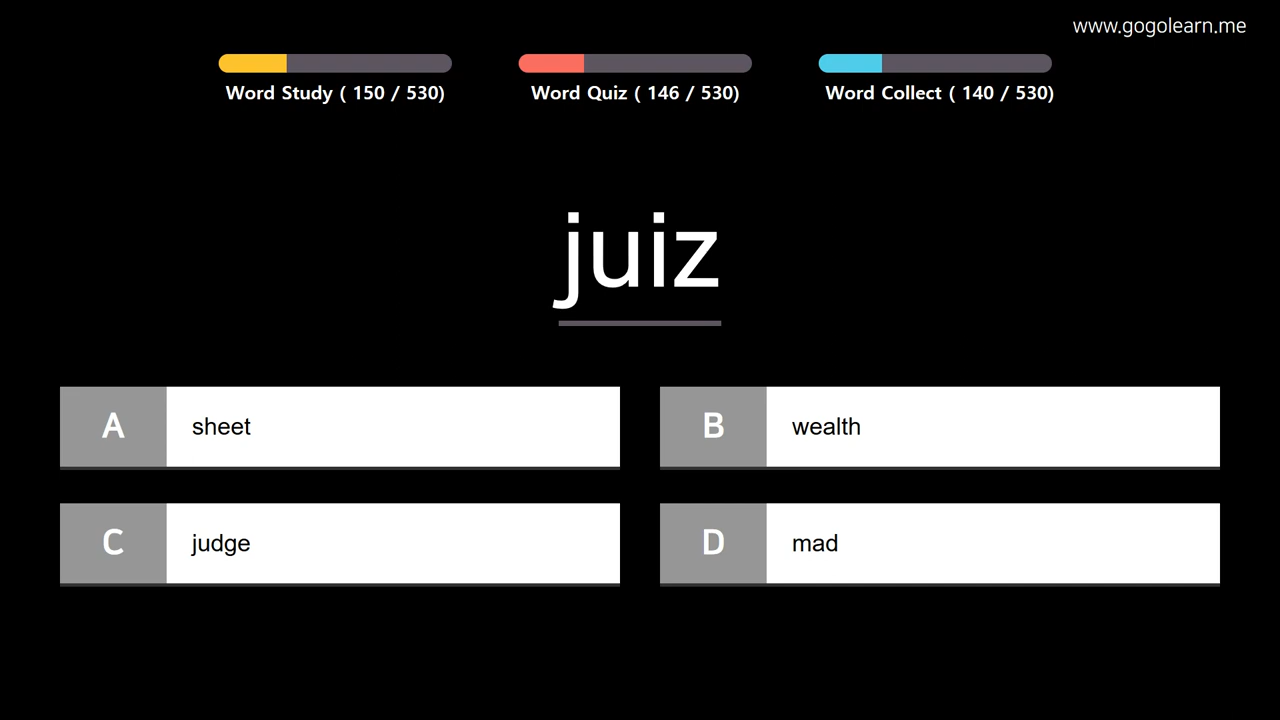 www.gogolearn.me
Word Study ( 150 / 530)
Word Quiz ( 146 / 530)
Word Collect ( 140 / 530)
juiz
A sheet
B wealth
C judge
D mad